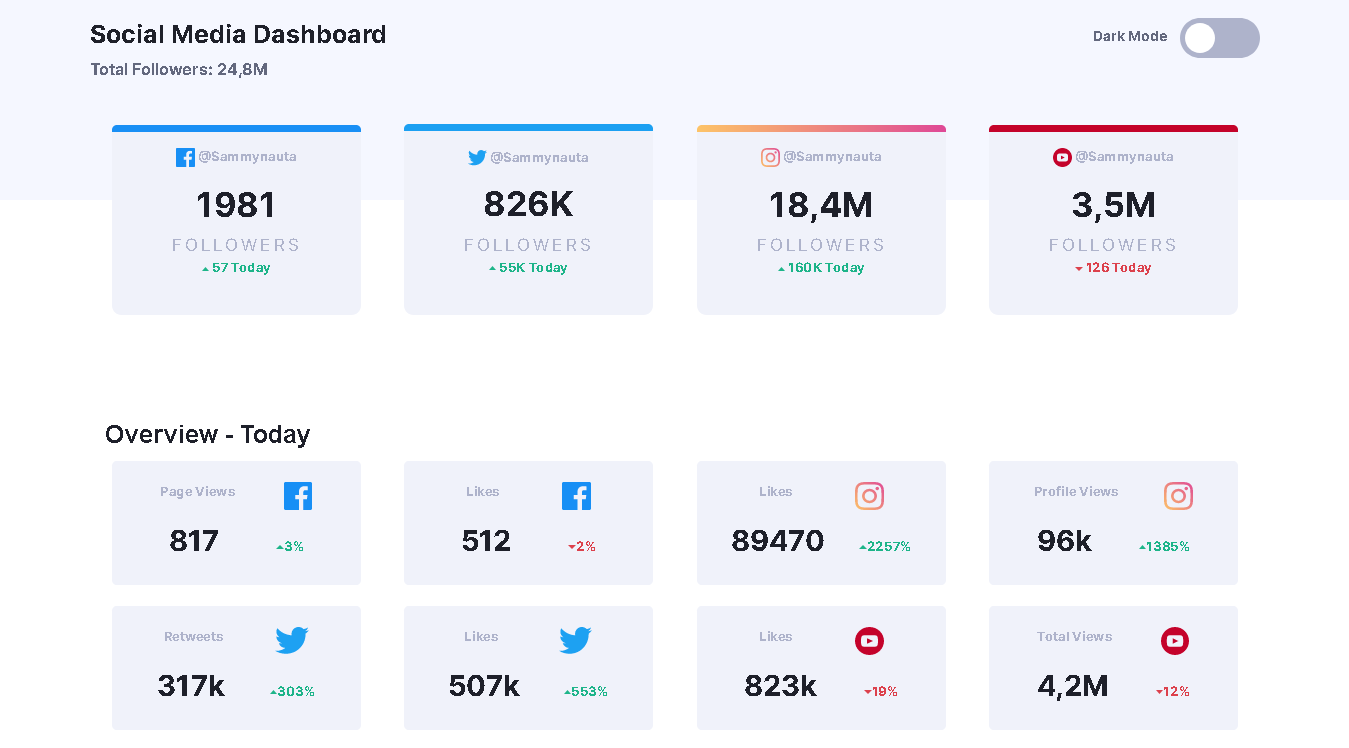 Social Media Dashboard
Dark Mode
Total Followers: 24,8M
@Sammynauta
1981
FOLLOWERS
57 Today
@Sammynauta
826K
FOLLOWERS
55K Today
@Sammynauta
18,4M
FOLLOWERS
160K Today
@Sammynauta
3,5M
FOLLOWERS
126 Today
Overview - Today
Page Views
817
3%
Likes
512
2%
Likes
89470
2257%
Profile Views
96k
1385%
Retweets
317k
303%
Likes
507k
553%
Likes
823k
19%
Total Views
4,2M
12%